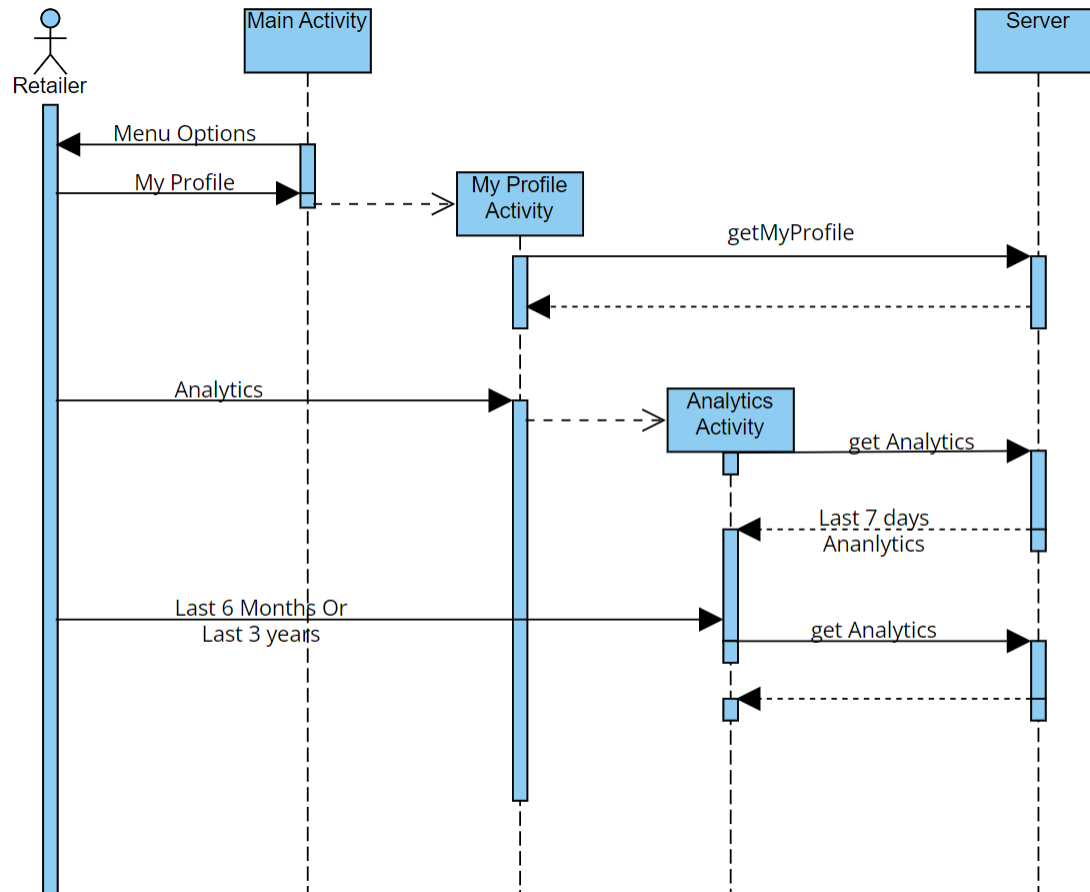 Main Activity
Server
Retailer
Menu Options
My Profile
My Profile
Activity
getMyProfile
Analytics
Analytics
Activity
get Analytics
Last 7 days
Ananlytics
Last 6 Months Or
Last 3 years
get Analytics